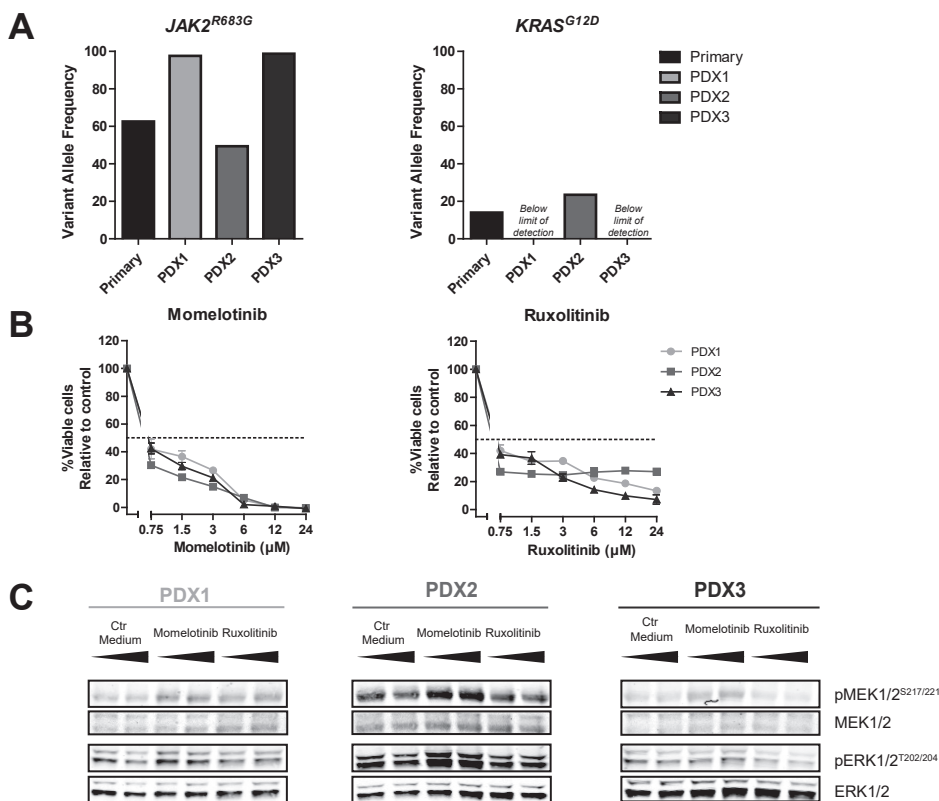 A
JAK2R683G
KRASG12D
Variant Allele Frequency
100
80
60
40
20
0
Primary
PDX1
PDX2
PDX3
Variant Allele Frequency
100
80
60
40
20
0
Below
limit of
detection
Below
limit of
detection
Primary
PDX1
PDX2
PDX3
Primary
PDX1
PDX2
PDX3
B
Momelotinib
%Viable cells
Relative to control
120
100
80
60
40
20
0
0.75
1.5
3
6
12
24
Momelotinib (µM)
Ruxolitinib
%Viable cells
Relative to control
120
100
80
60
40
20
0
0.75
1.5
3
6
12
24
Ruxolitinib (µM)
PDX1
PDX2
PDX3
C
PDX1
PDX2
PDX3
Ctr
Medium
Momelotinib
Ruxolitinib
Ctr
Medium
Momelotinib
Ruxolitinib
Ctr
Medium
Momelotinib
Ruxolitinib
pMEK1/2S217/221
MEK1/2
pERK1/2T202/204
ERK1/2